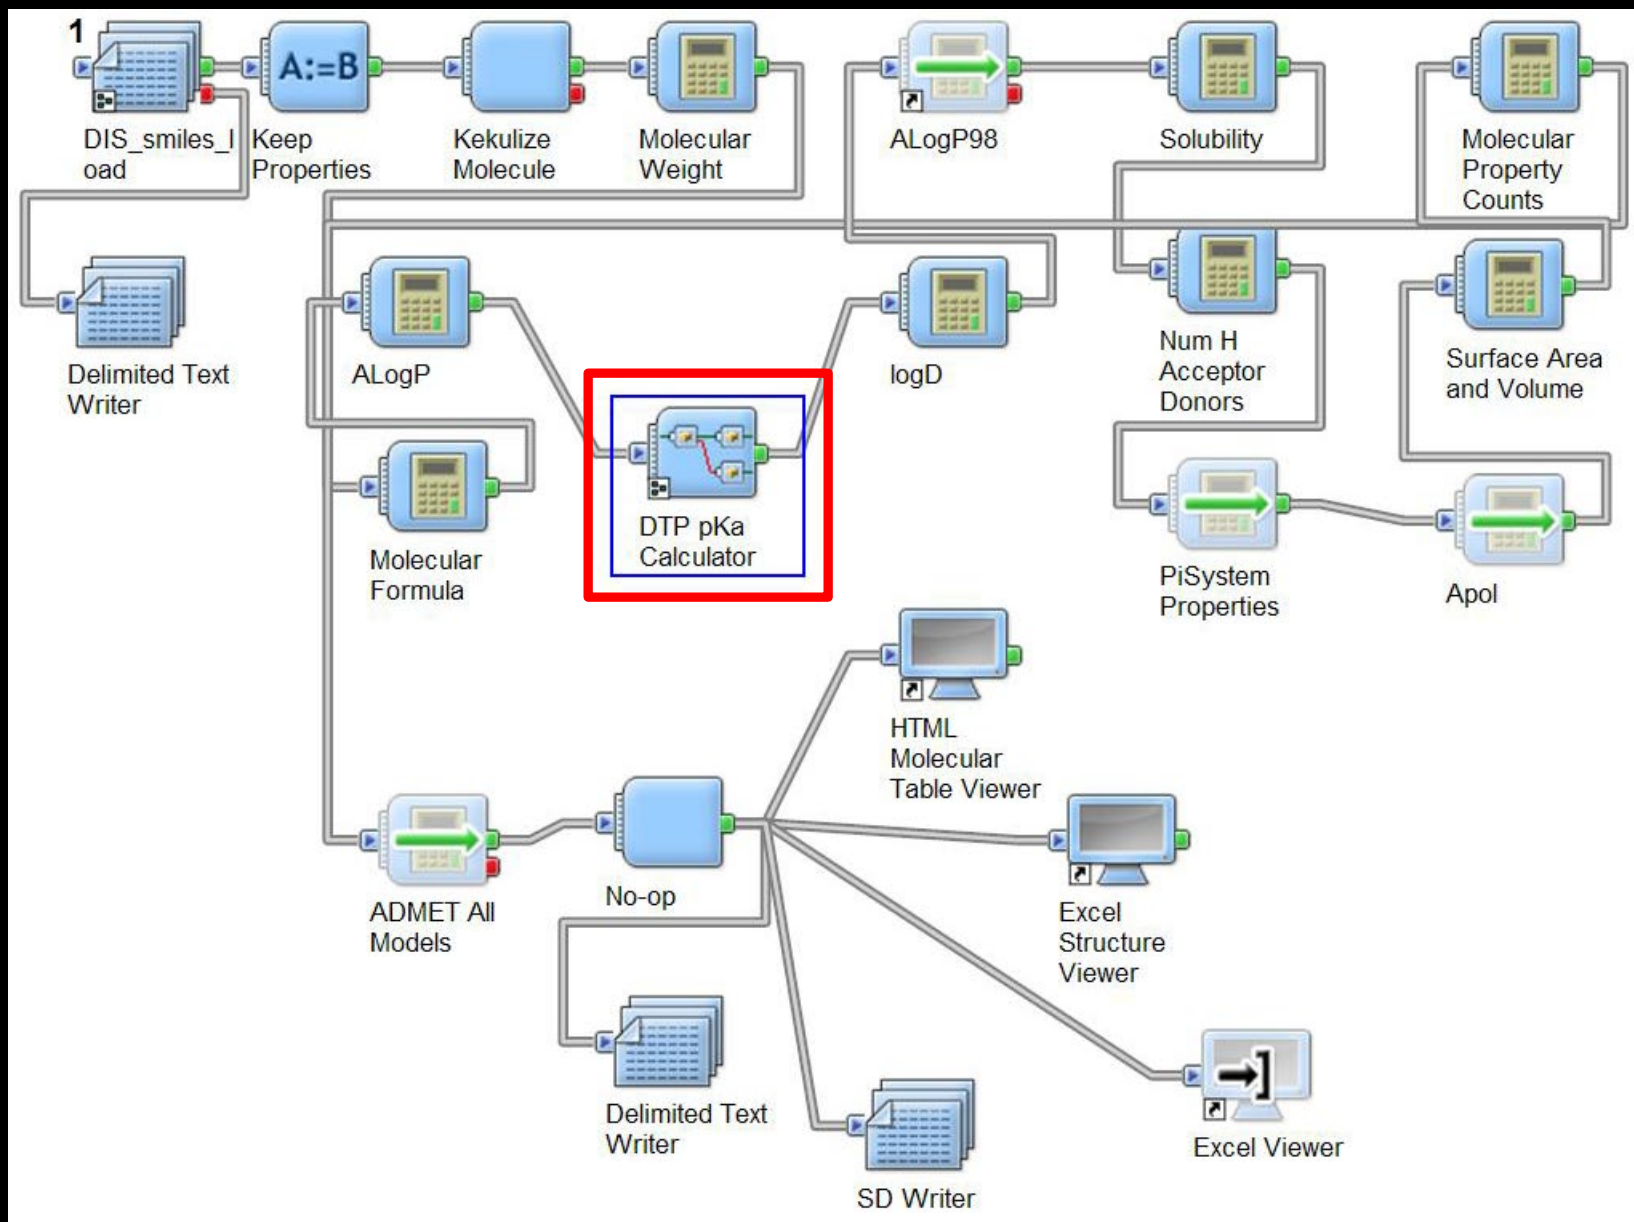 1
DIS_smiles_l
oad
A:=B
Keep
Properties
Kekulize
Molecule
Molecular
Weight
ALogP98
Solubility
Molecular
Property
Counts
Delimited Text
Writer
ALogP
logD
Num H
Acceptor
Donors
Surface Area
and Volume
Molecular
Formula
DTP pKa
Calculator
PiSystem
Properties
Apol
HTML
Molecular
Table Viewer
ADMET All
Models
No-op
Excel
Structure
Viewer
Delimited Text
Writer
SD Writer
Excel Viewer